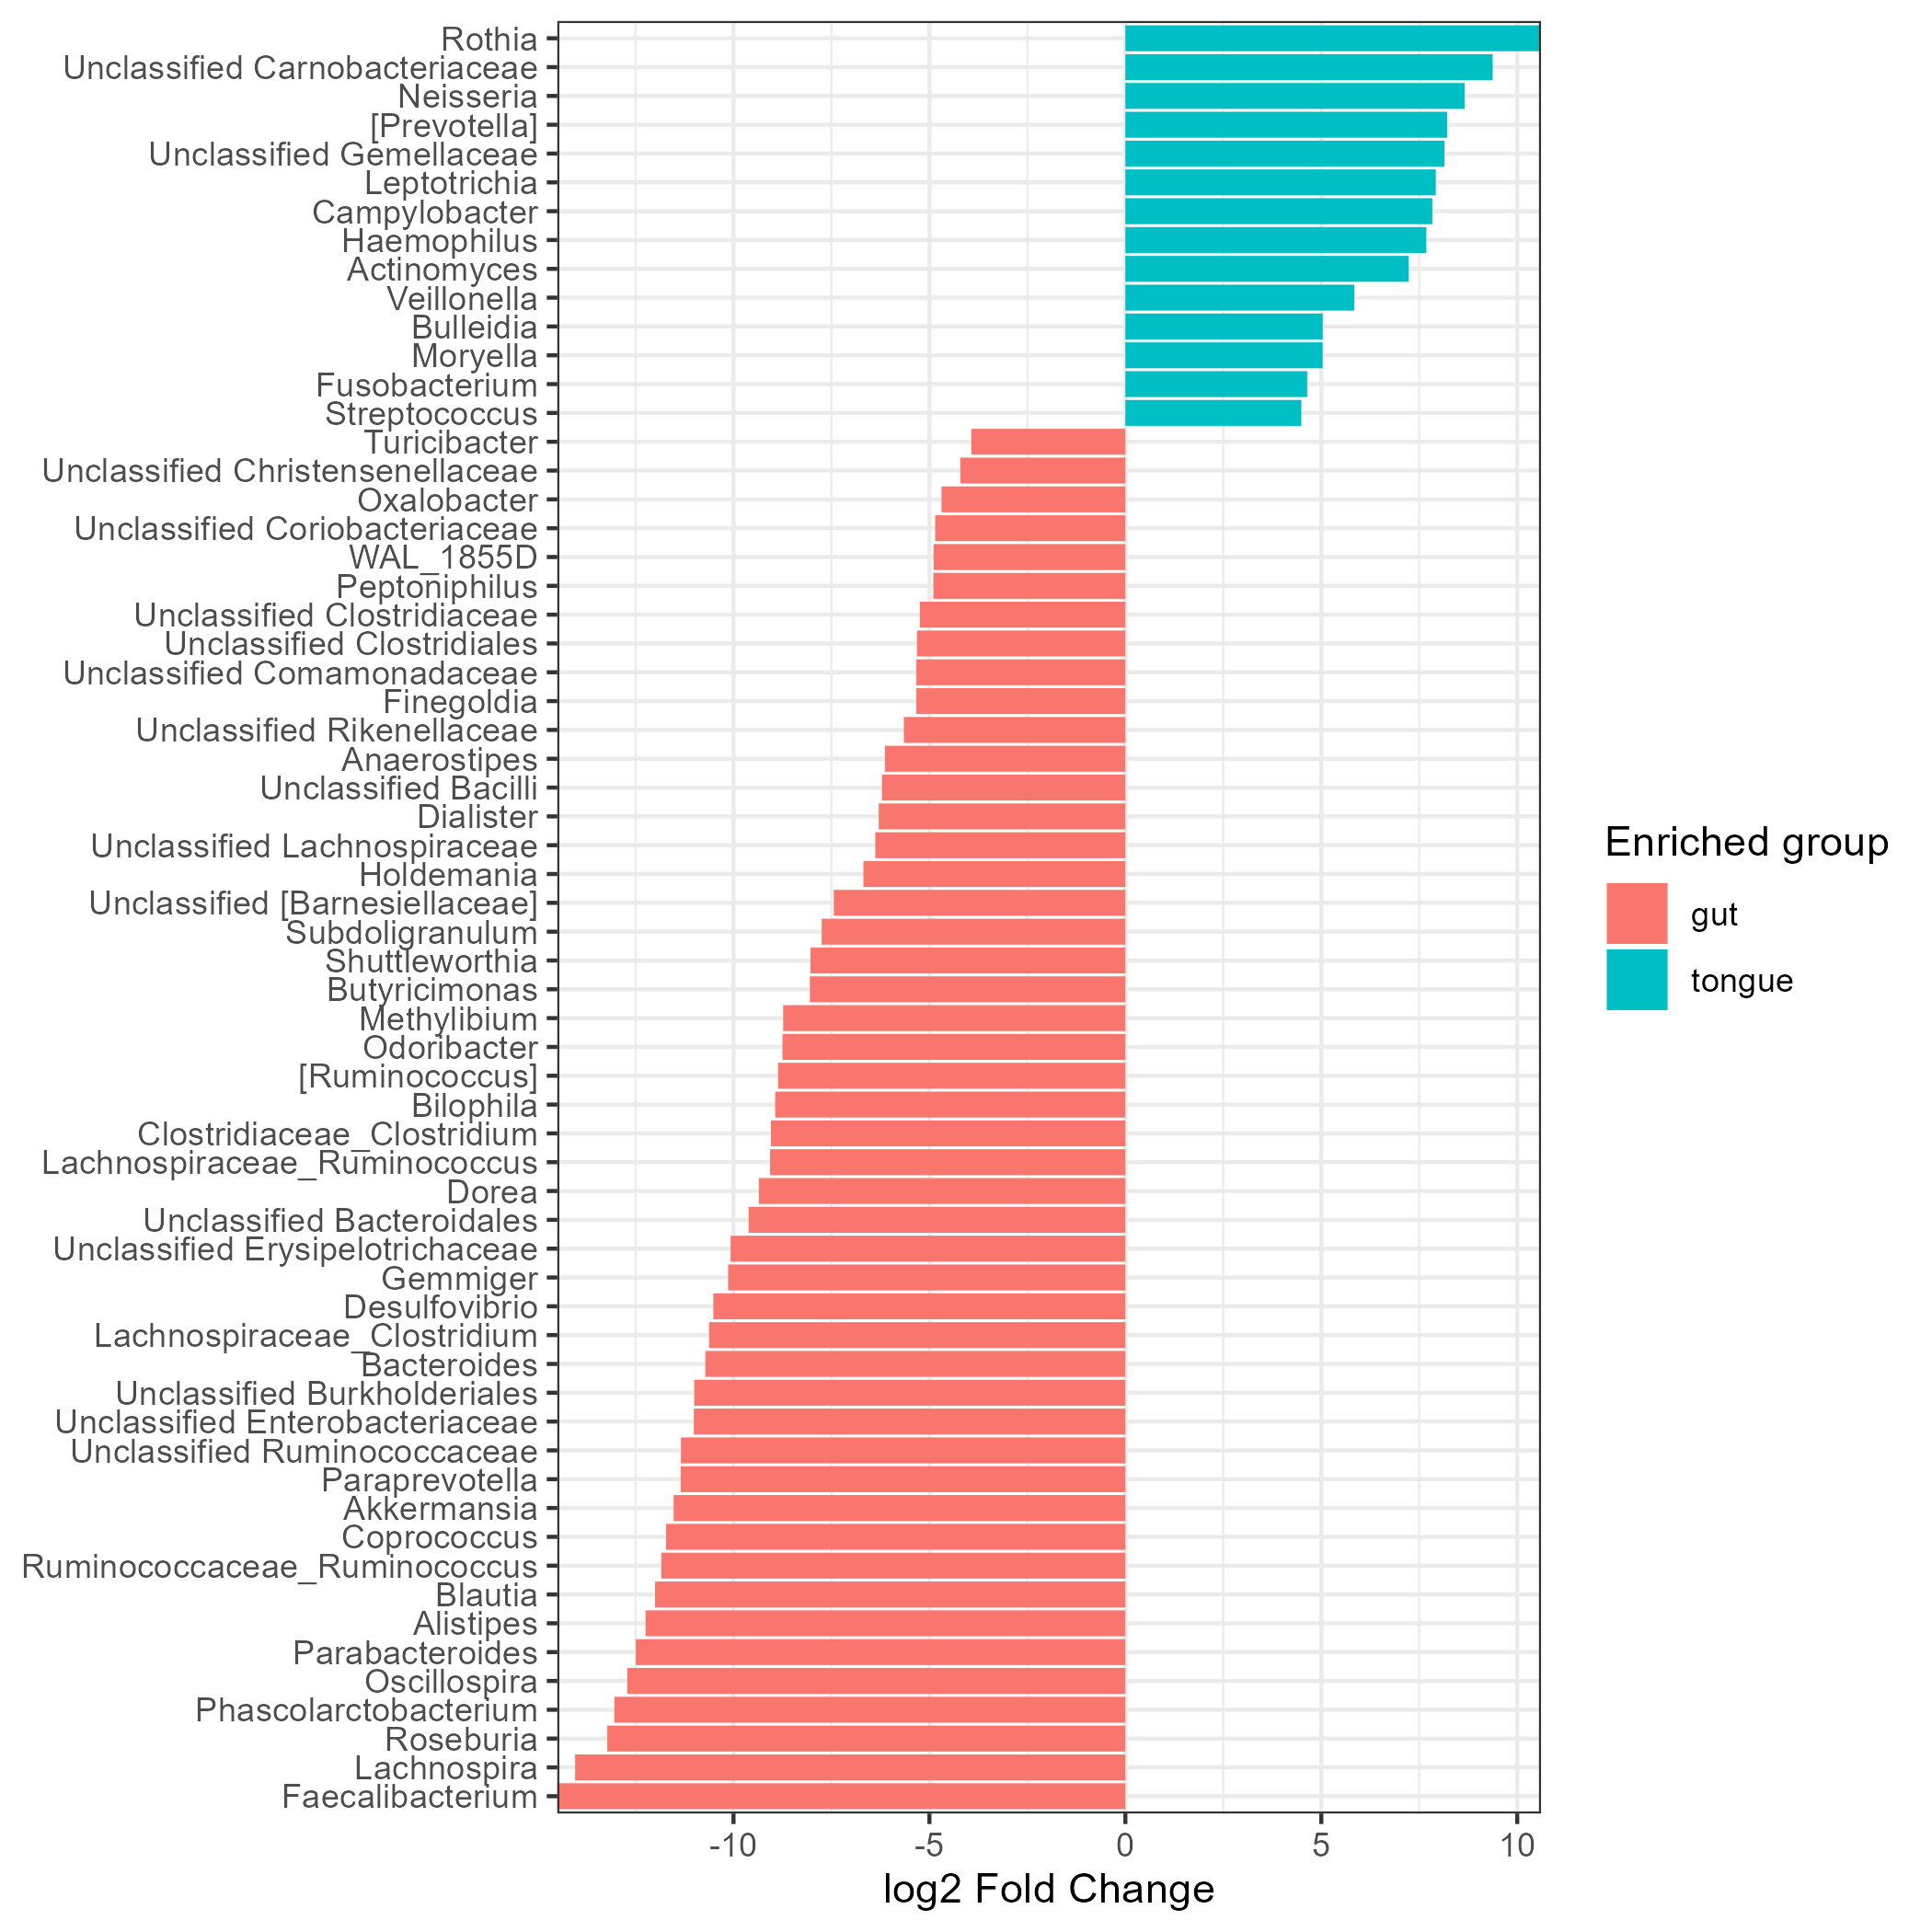 Rothia
Unclassified Carnobacteriaceae
Neisseria
[Prevotella]
Unclassified Gemellaceae
Leptotrichia
Campylobacter
Haemophilus
Actinomyces
Veillonella
Bulleidia
Moryella
Fusobacterium
Streptococcus
Turicibacter
Unclassified Christensenellaceae
Oxalobacter
Unclassified Coriobacteriaceae
WAL_1855D
Peptoniphilus
Unclassified Clostridiaceae
Unclassified Clostridiales
Unclassified Comamonadaceae
Finegoldia
Unclassified Rikenellaceae
Anaerostipes
Unclassified Bacilli
Dialister
Unclassified Lachnospiraceae
Holdemania
Unclassified [Barnesiellaceae]
Subdoligranulum
Shuttleworthia
Butyricimonas
Methylibium
Odoribacter
[Ruminococcus]
Bilophila
Clostridiaceae_Clostridium
Lachnospiraceae_Ruminococcus
Dorea
Unclassified Bacteroidales
Unclassified Erysipelotrichaceae
Gemmiger
Desulfovibrio
Lachnospiraceae_Clostridium
Bacteroides
Unclassified Burkholderiales
Unclassified Enterobacteriaceae
Unclassified Ruminococcaceae
Paraprevotella
Akkermansia
Coprococcus
Ruminococcaceae_Ruminococcus
Blautia
Alistipes
Parabacteroides
Oscillospira
Phascolarctobacterium
Roseburia
Lachnospira
Faecalibacterium
-10 -5 0 5 10
log2 Fold Change
Enriched group
gut
tongue